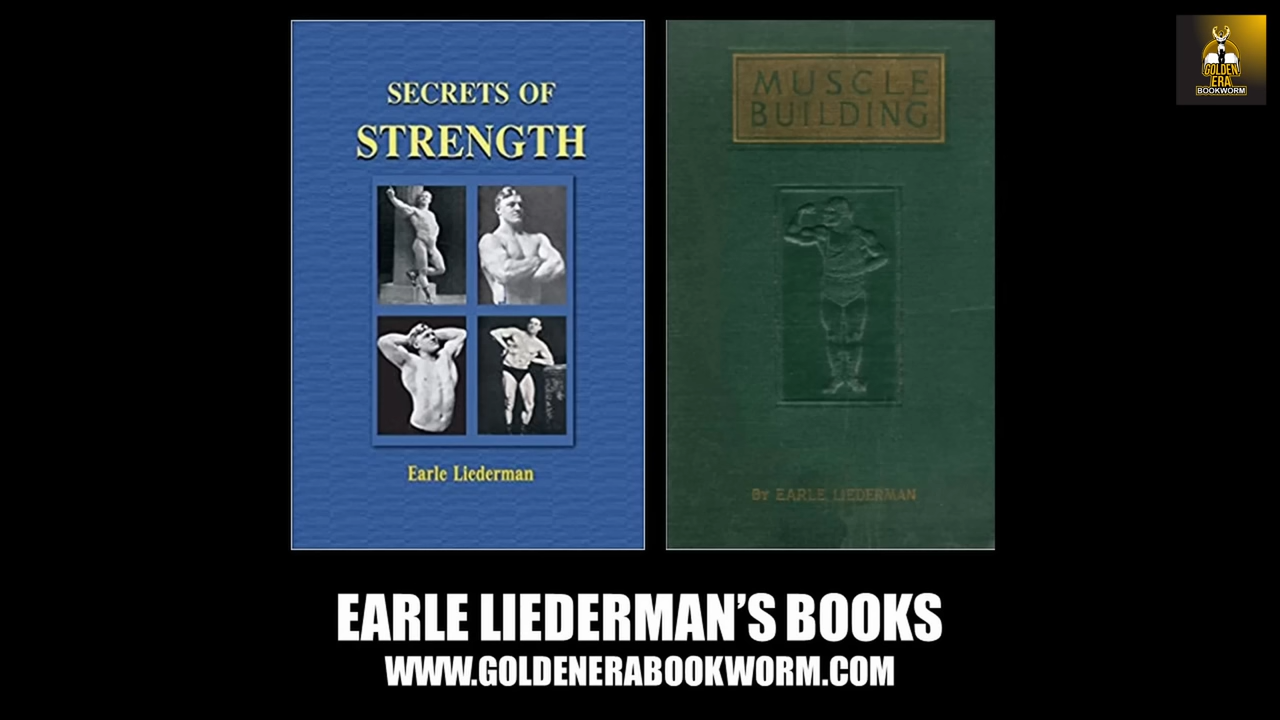 SECRETS OF
STRENGTH
Earle Liederman
MUSCLE
BUILDING
BY EARLE LIEDERMAN
GOLDEN
ERA
BOOKWORM
EARLE LIEDERMAN'S BOOKS
WWW.GOLDENERABOOKWORM.COM